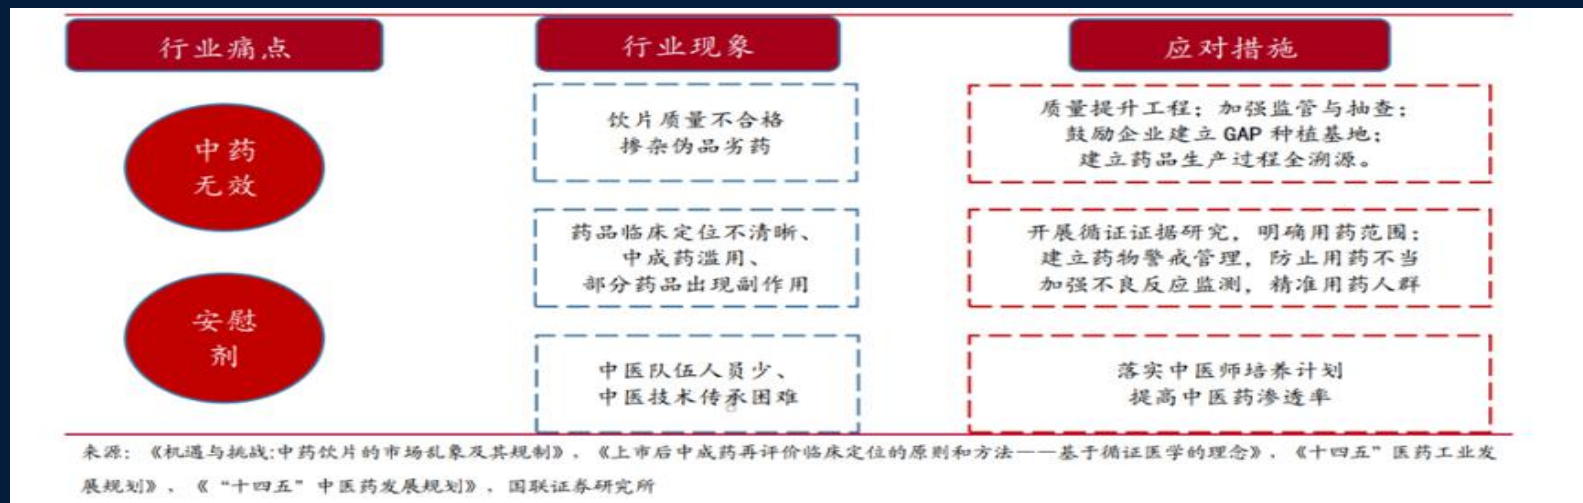 行业痛点
行业现象
应对措施
中药
无效
安慰
剂
饮片质量不合格
掺杂伪品劣药
药品临床定位不清晰、
中成药滥用、
部分药品出现副作用
中医队伍人员少、
中医技术传承困难
质量提升工程；加强监管与抽查；
鼓励企业建立 GAP 种植基地；
建立药品生产过程全溯源。
开展循证证据研究，明确用药范围；
建立药物警戒管理，防止用药不当
加强不良反应监测，精准用药人群
落实中医师培养计划
提高中医药渗透率
来源：《机遇与挑战:中药饮片的市场乱象及其规制》、《上市后中成药再评价临床定位的原则和方法——基于循证医学的理念》、《十四五”医药工业发
展规划》、《“十四五”中医药发展规划》、国联证券研究所